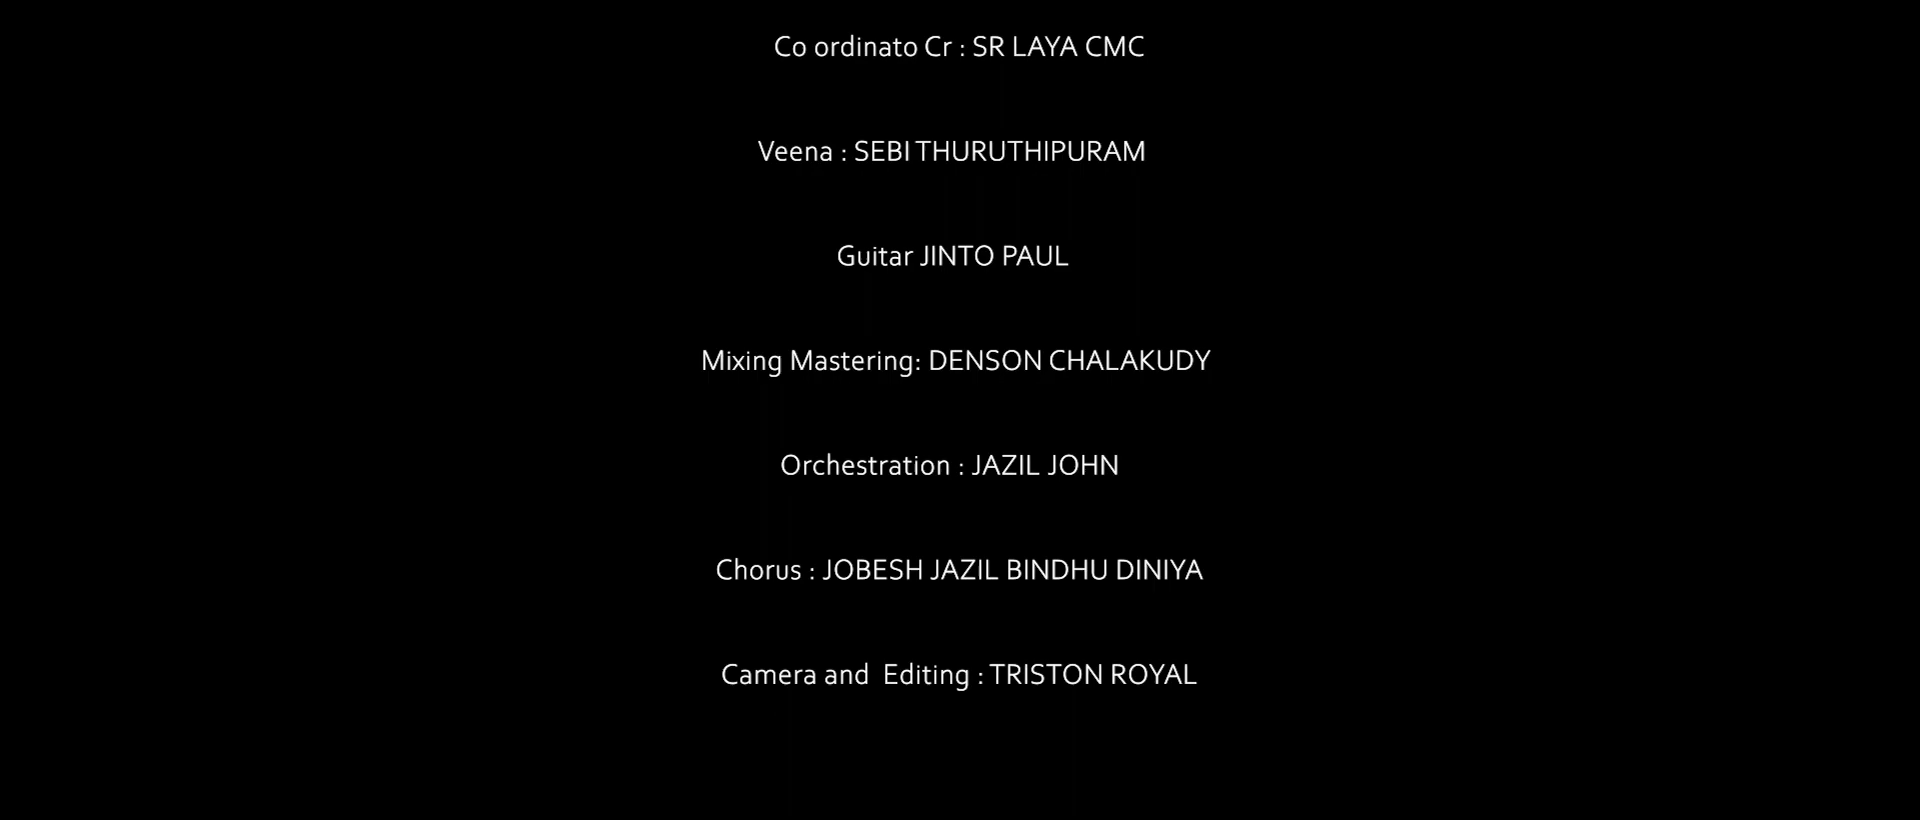 Co ordinato Cr : SR LAYA CMC
Veena : SEBI THURUTHIPURAM
Guitar JINTO PAUL
Mixing Mastering: DENSON CHALAKUDY
Orchestration : JAZIL JOHN
Chorus : JOBESH JAZIL BINDHU DINIYA
Camera and  Editing : TRISTON ROYAL